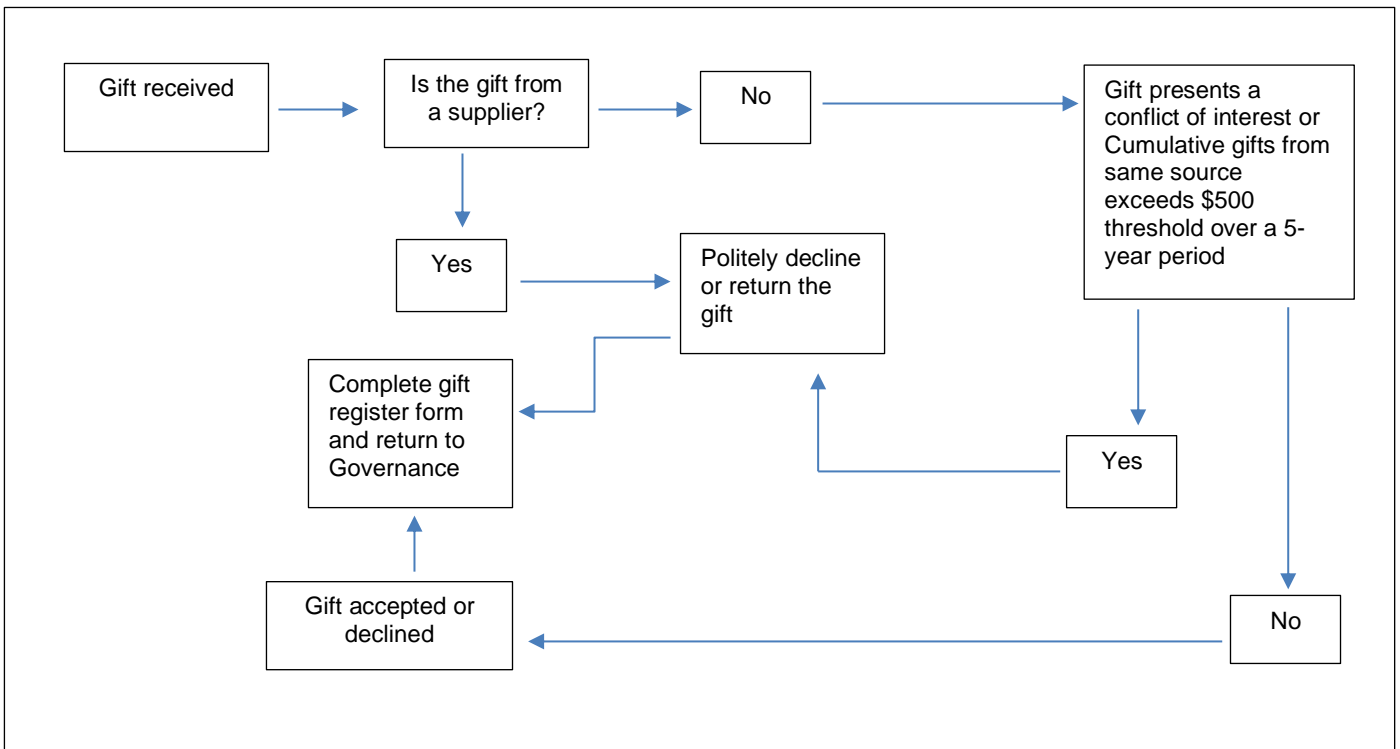 Gift received
Is the gift from
a supplier?
No
Gift presents a
conflict of interest or
Cumulative gifts from
same source
exceeds $500
threshold over a 5-
year period
Yes
Politely decline
or return the
gift
Complete gift
register form
and return to
Governance
Yes
Gift accepted or
declined
No